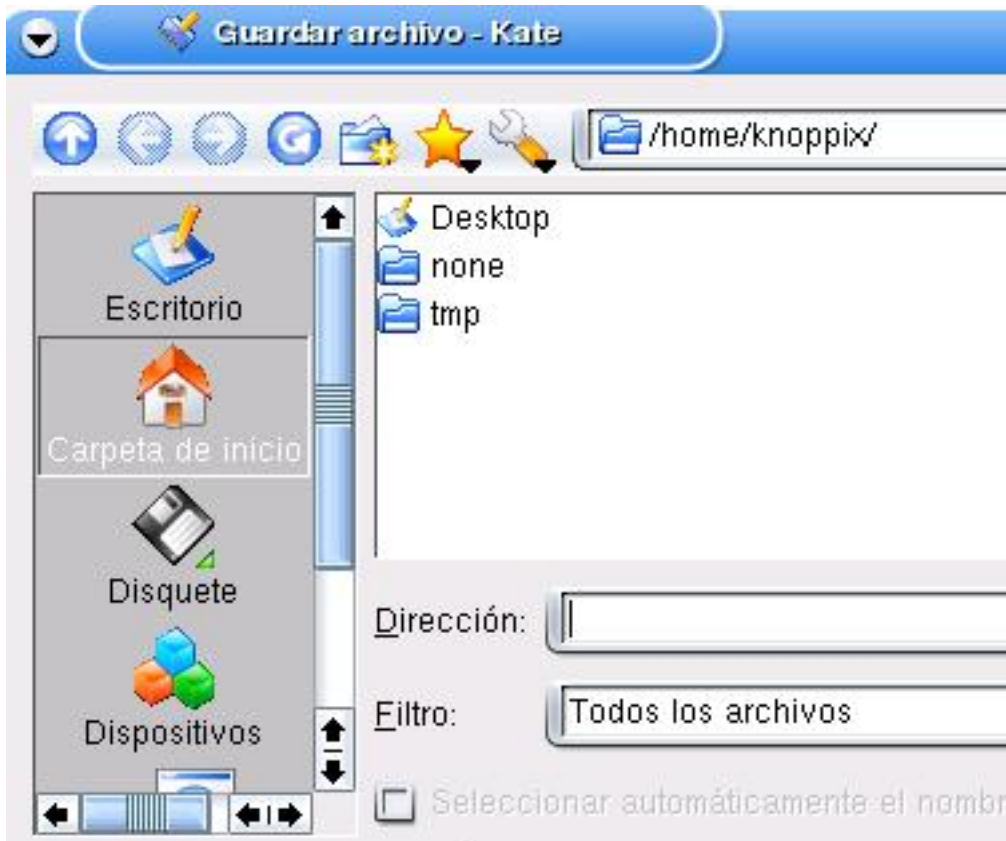 Guardar archivo - Kate
/home/knoppix/
Escritorio
Carpeta de inicio
Disquete
Dispositivos
Desktop
none
tmp
Dirección:
Filtro: Todos los archivos
Seleccionar automáticamente el nombr